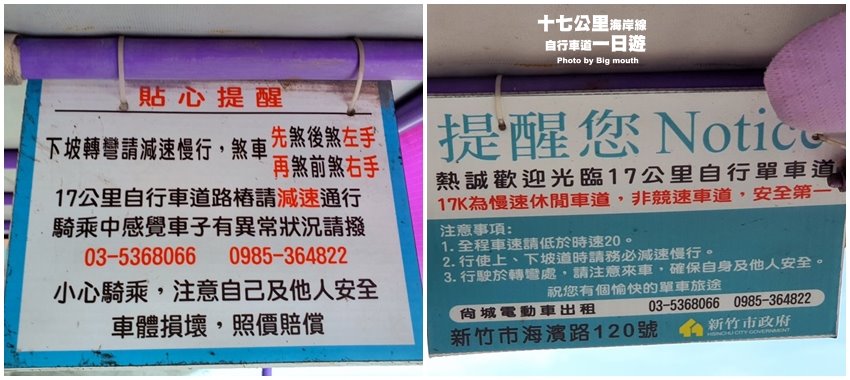 貼心提醒
下坡轉彎請減速慢行，煞車
先煞後煞左手
再煞前煞右手
17公里自行車道路樁請減速通行
騎乘中感覺車子有異常狀況請撥
03-5368066 0985-364822
小心騎乘，注意自己及他人安全
車體損壞，照價賠償
十七公里海岸線
自行車道一日遊
Photo by Big mouth
提醒您 Notice
熱誠歡迎光臨17公里自行單車道
17K為慢速休閒車道，非競速車道，安全第一
注意事項：
1. 全程車速請低於時速20。
2. 行使上、下坡道時請務必減速慢行。
3. 行駛於轉彎處，請注意來車，確保自身及他人安全。
祝您有個愉快的單車旅途
尙城電動車出租 03-5368066 0985-364822
新竹市海濱路120號 新竹市政府
HSINCHU CITY GOVERNMENT